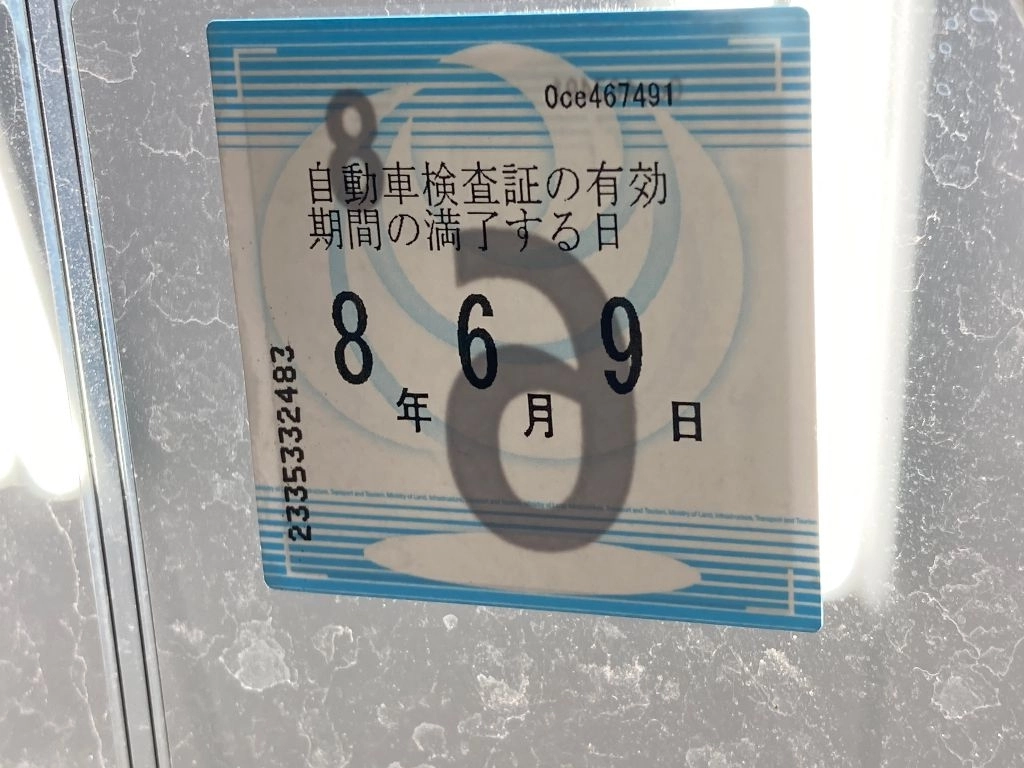 0ce467491
8
自動車検査証の有効
期間の満了する日
8年 6月 9日
2335332483